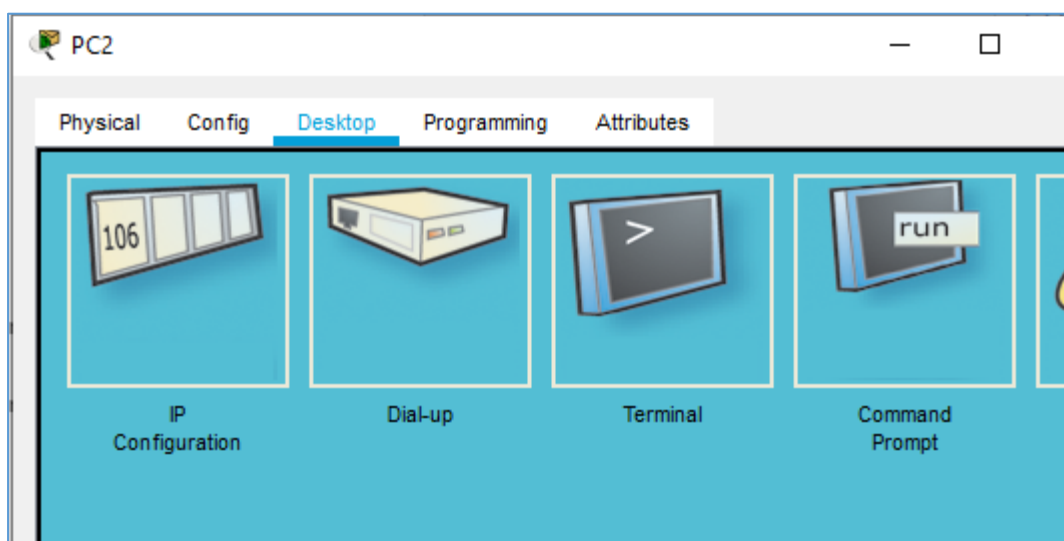 PC2
Physical Config Desktop Programming Attributes
106
>
run
IP
Configuration
Dial-up
Terminal
Command
Prompt